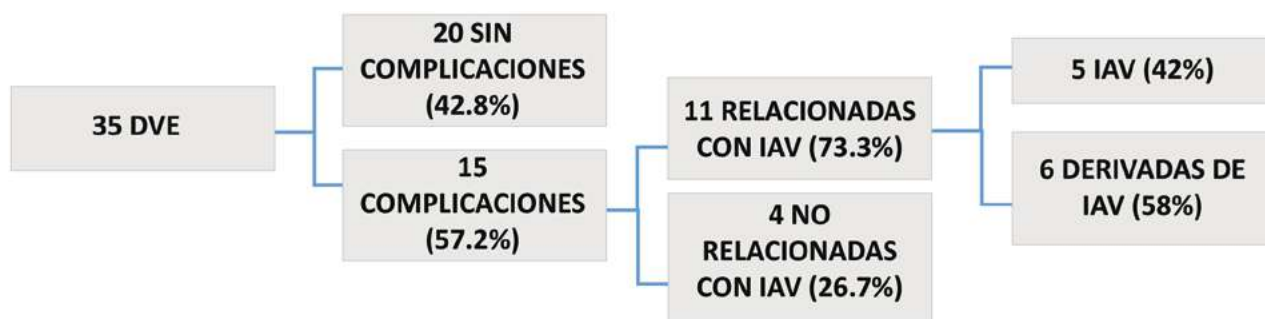 35 DVE
20 SIN
COMPLICACIONES
(42.8%)
15
COMPLICACIONES
(57.2%)
11 RELACIONADAS
CON IAV (73.3%)
4 NO
RELACIONADAS
CON IAV (26.7%)
5 IAV (42%)
6 DERIVADAS DE
IAV (58%)